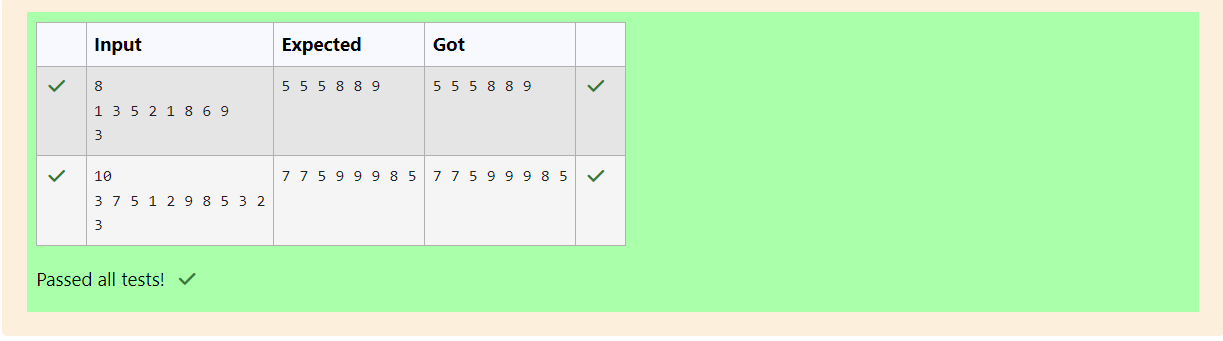 Input Expected Got
8 5 5 5 8 8 9 5 5 5 8 8 9
1 3 5 2 1 8 6 9
3
10 7 7 5 9 9 9 8 5 7 7 5 9 9 9 8 5
3 7 5 1 2 9 8 5 3 2
3
Passed all tests!